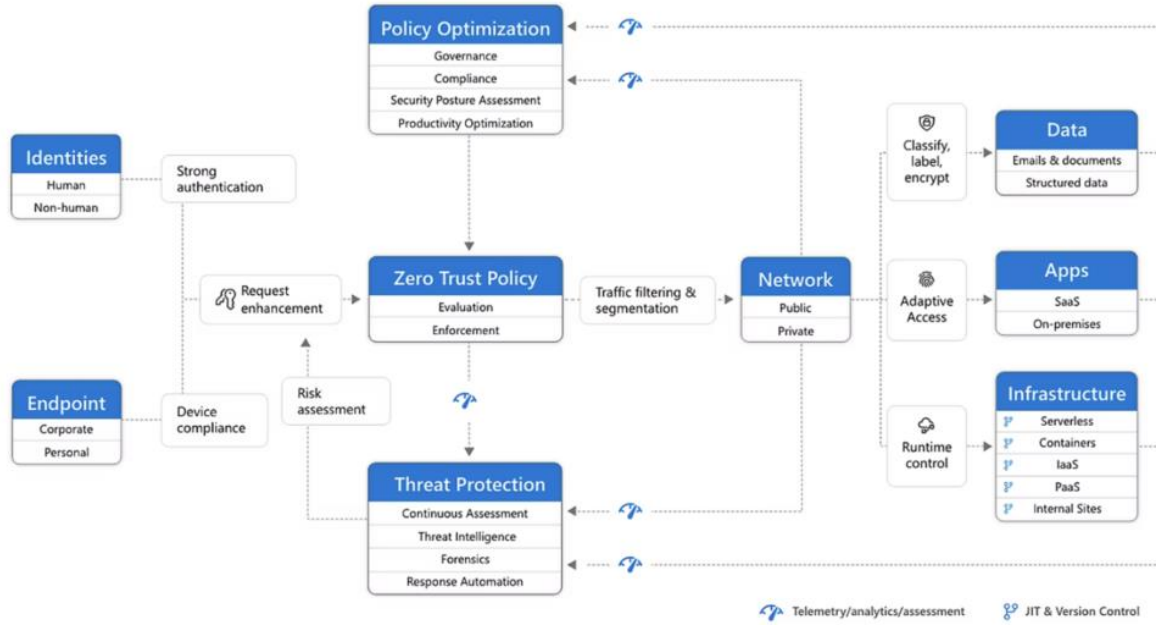 Policy Optimization
Governance
Compliance
Security Posture Assessment
Productivity Optimization
Identities
Human
Non-human
Strong
authentication
Classify,
label,
encrypt
Data
Emails & documents
Structured data
Request
enhancement
Zero Trust Policy
Evaluation
Enforcement
Traffic filtering &
segmentation
Network
Public
Private
Adaptive
Access
Apps
SaaS
On-premises
Endpoint
Corporate
Personal
Device
compliance
Risk
assessment
Threat Protection
Continuous Assessment
Threat Intelligence
Forensics
Response Automation
Runtime
control
Infrastructure
Serverless
Containers
IaaS
PaaS
Internal Sites
Telemetry/analytics/assessment
JIT & Version Control